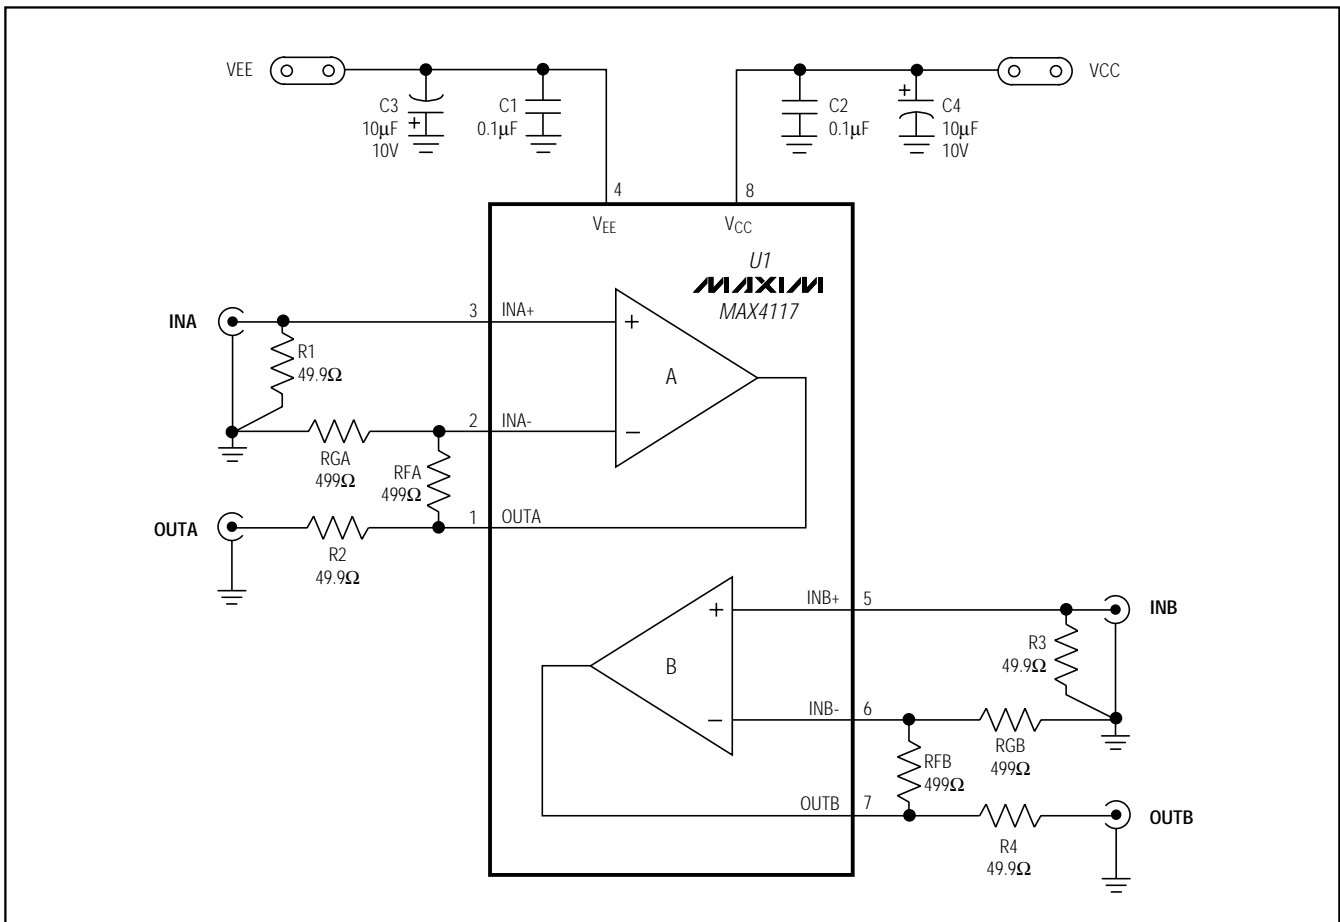 VEE
VCC
C3
10µF
10V
+
C1
0.1µF
C2
0.1µF
+
C4
10µF
10V
4
8
VEE
VCC
U1
MAXIM
MAX4117
INA
3
INA+
R1
49.9Ω
+
A
2
INA-
−
RGA
499Ω
RFA
499Ω
OUTA
1
OUTA
R2
49.9Ω
INB+
5
INB
+
B
R3
49.9Ω
INB-
6
−
RGB
499Ω
RFB
499Ω
OUTB
7
OUTB
R4
49.9Ω